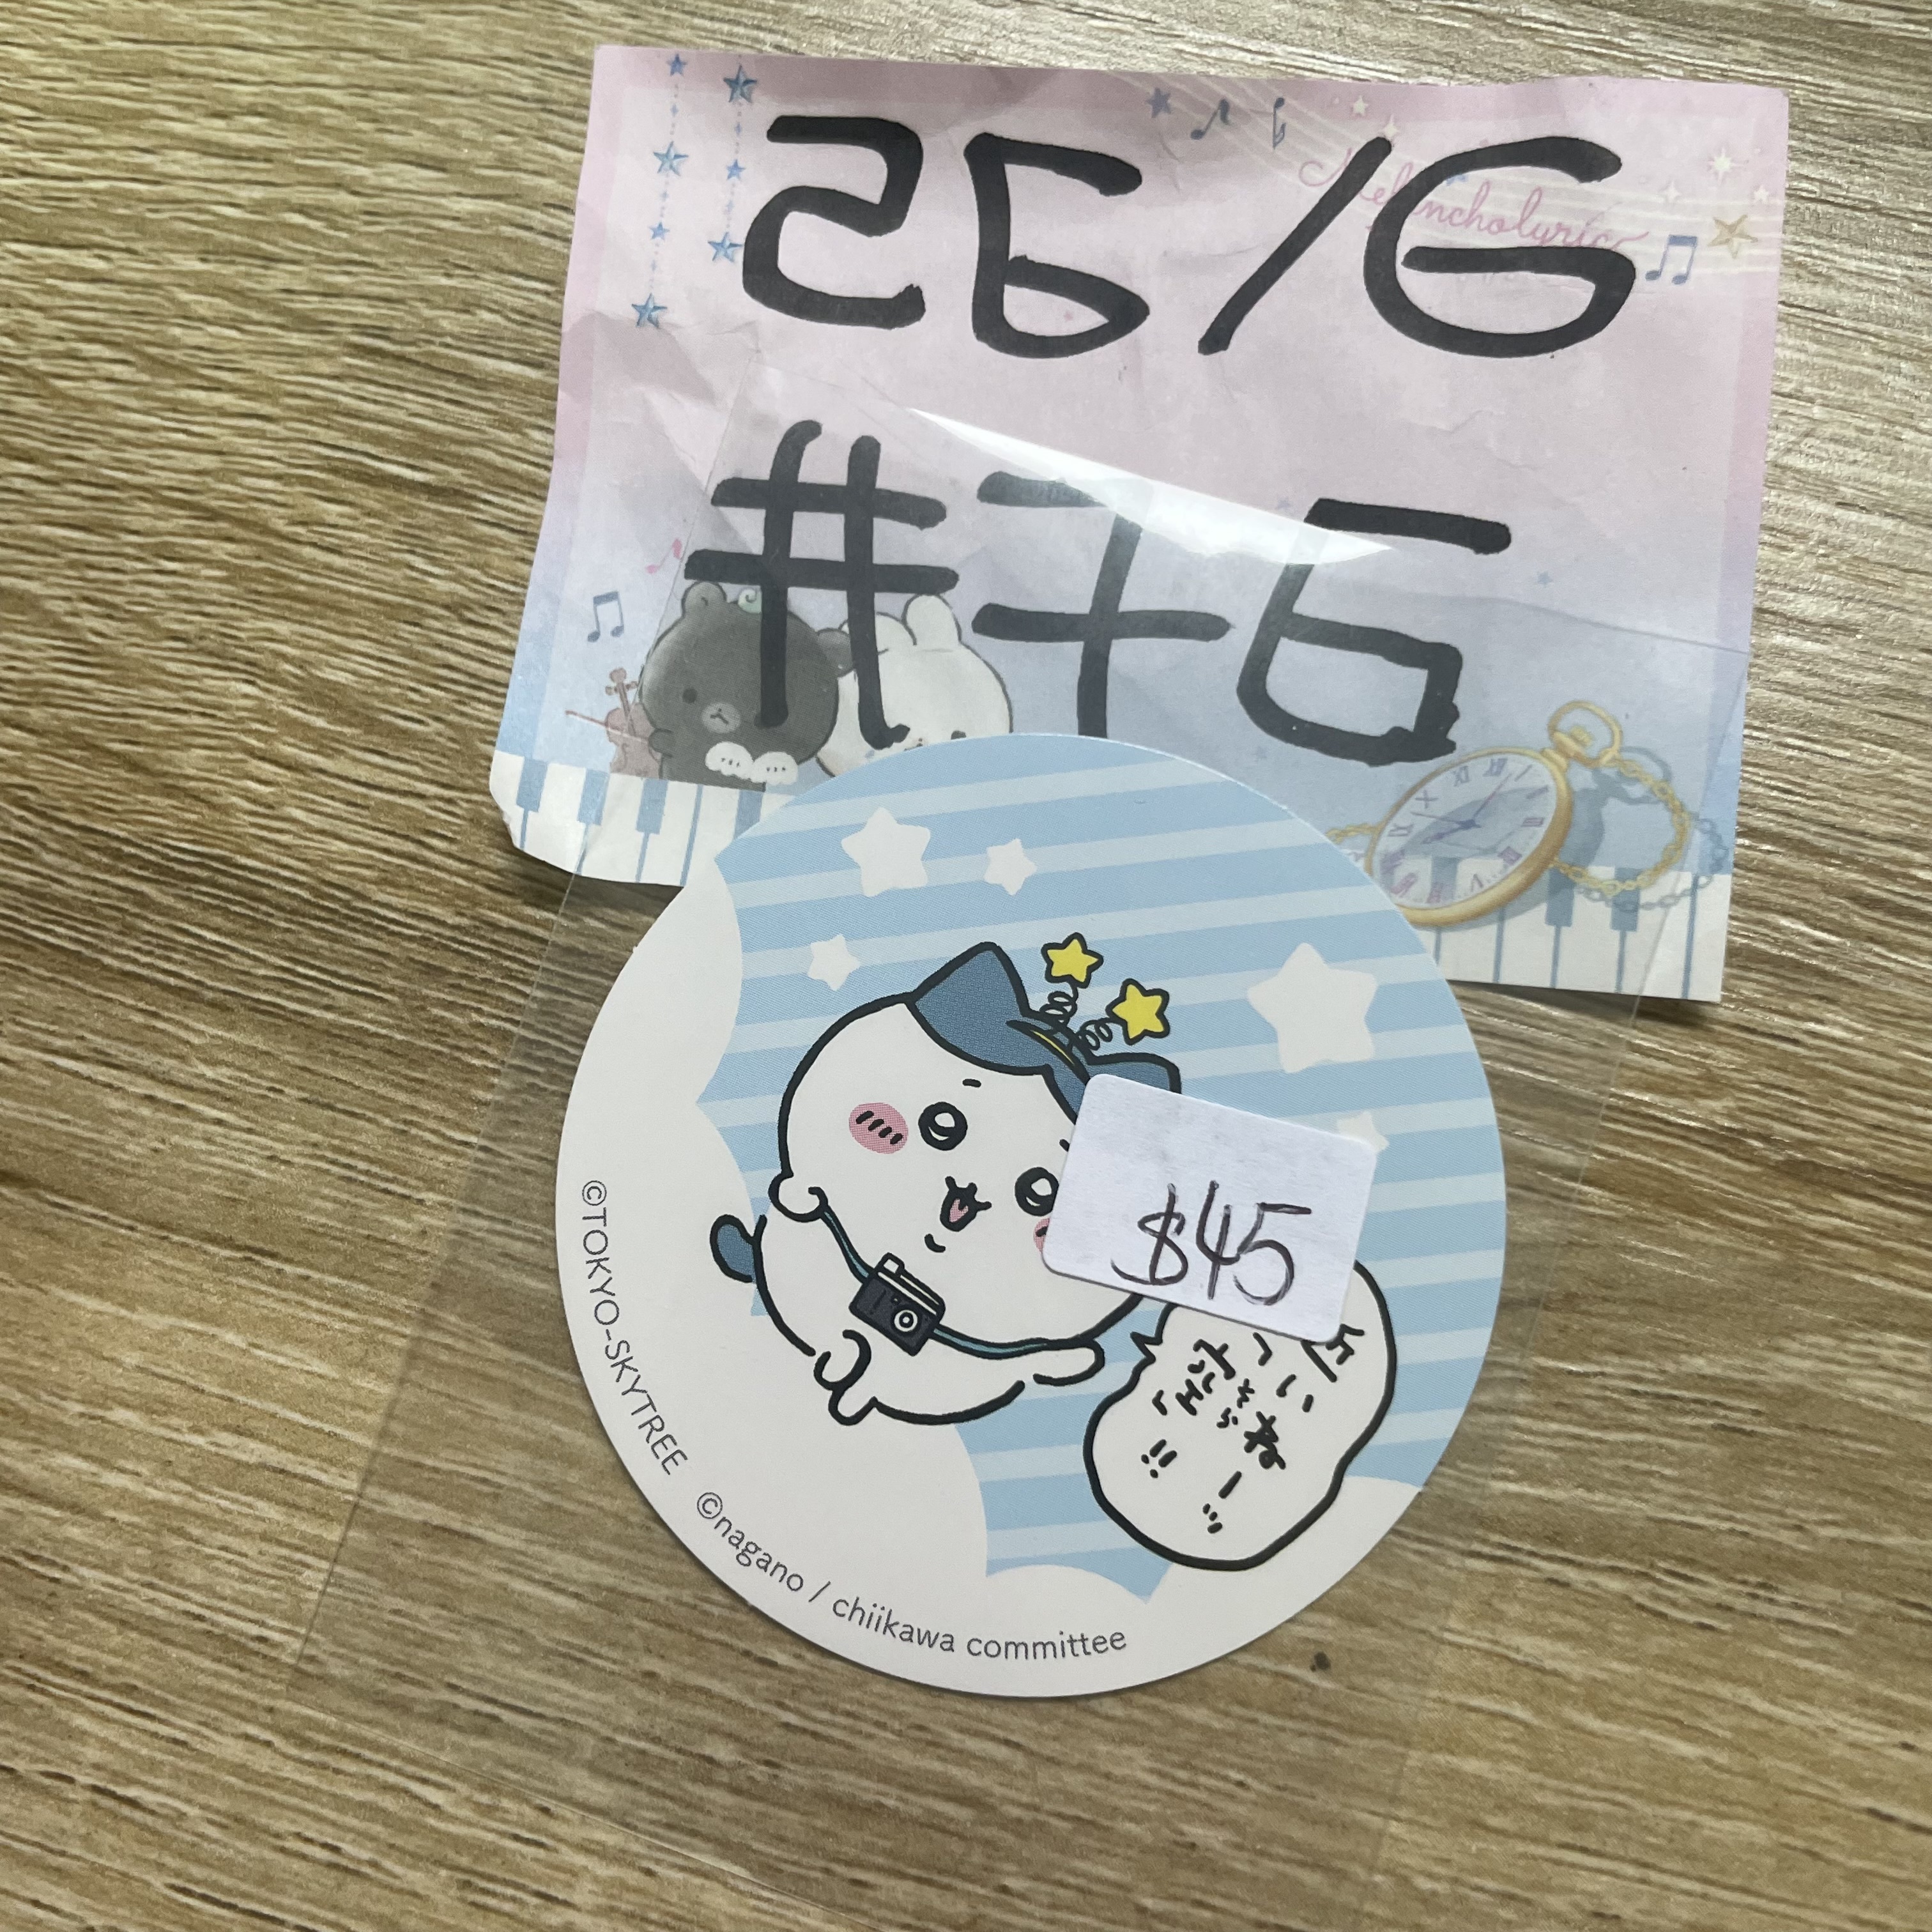 26/6
Melancholyric
#76
$45
©TOKYO-SKYTREE ©nagano / chiikawa committee